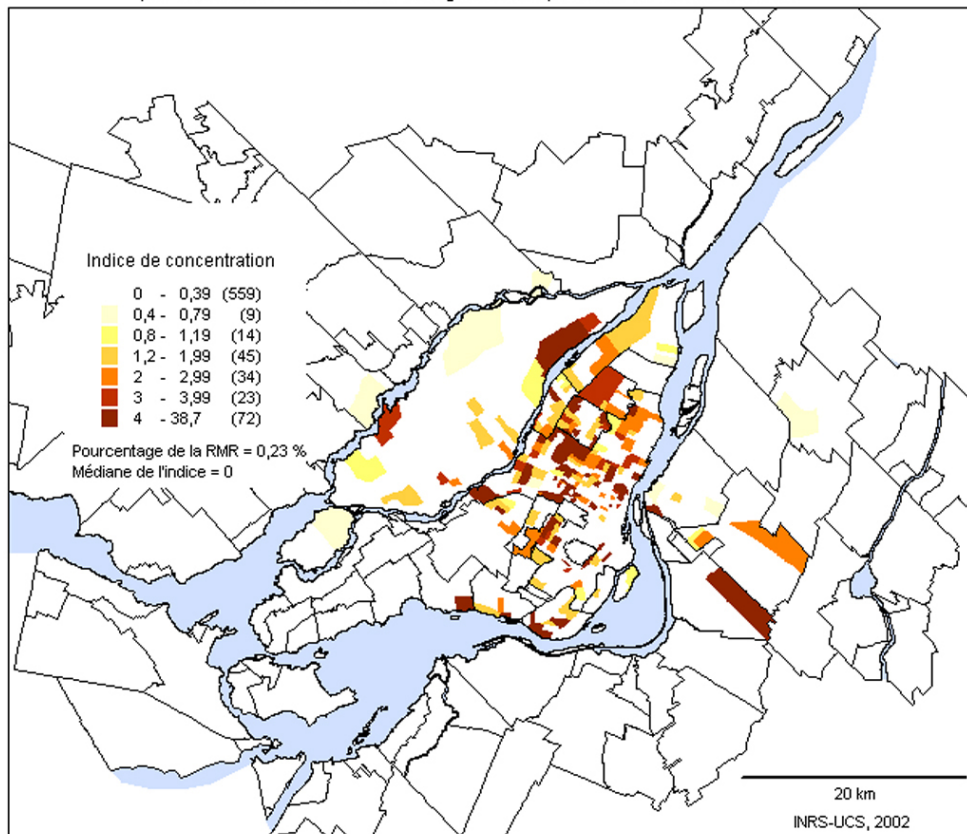 Indice de concentration
0 - 0,39 (559)
0,4 - 0,79 (9)
0,8 - 1,19 (14)
1,2 - 1,99 (45)
2 - 2,99 (34)
3 - 3,99 (23)
4 - 38,7 (72)
Pourcentage de la RMR = 0,23 %
Médiane de l'indice = 0
20 km
INRS-UCS, 2002